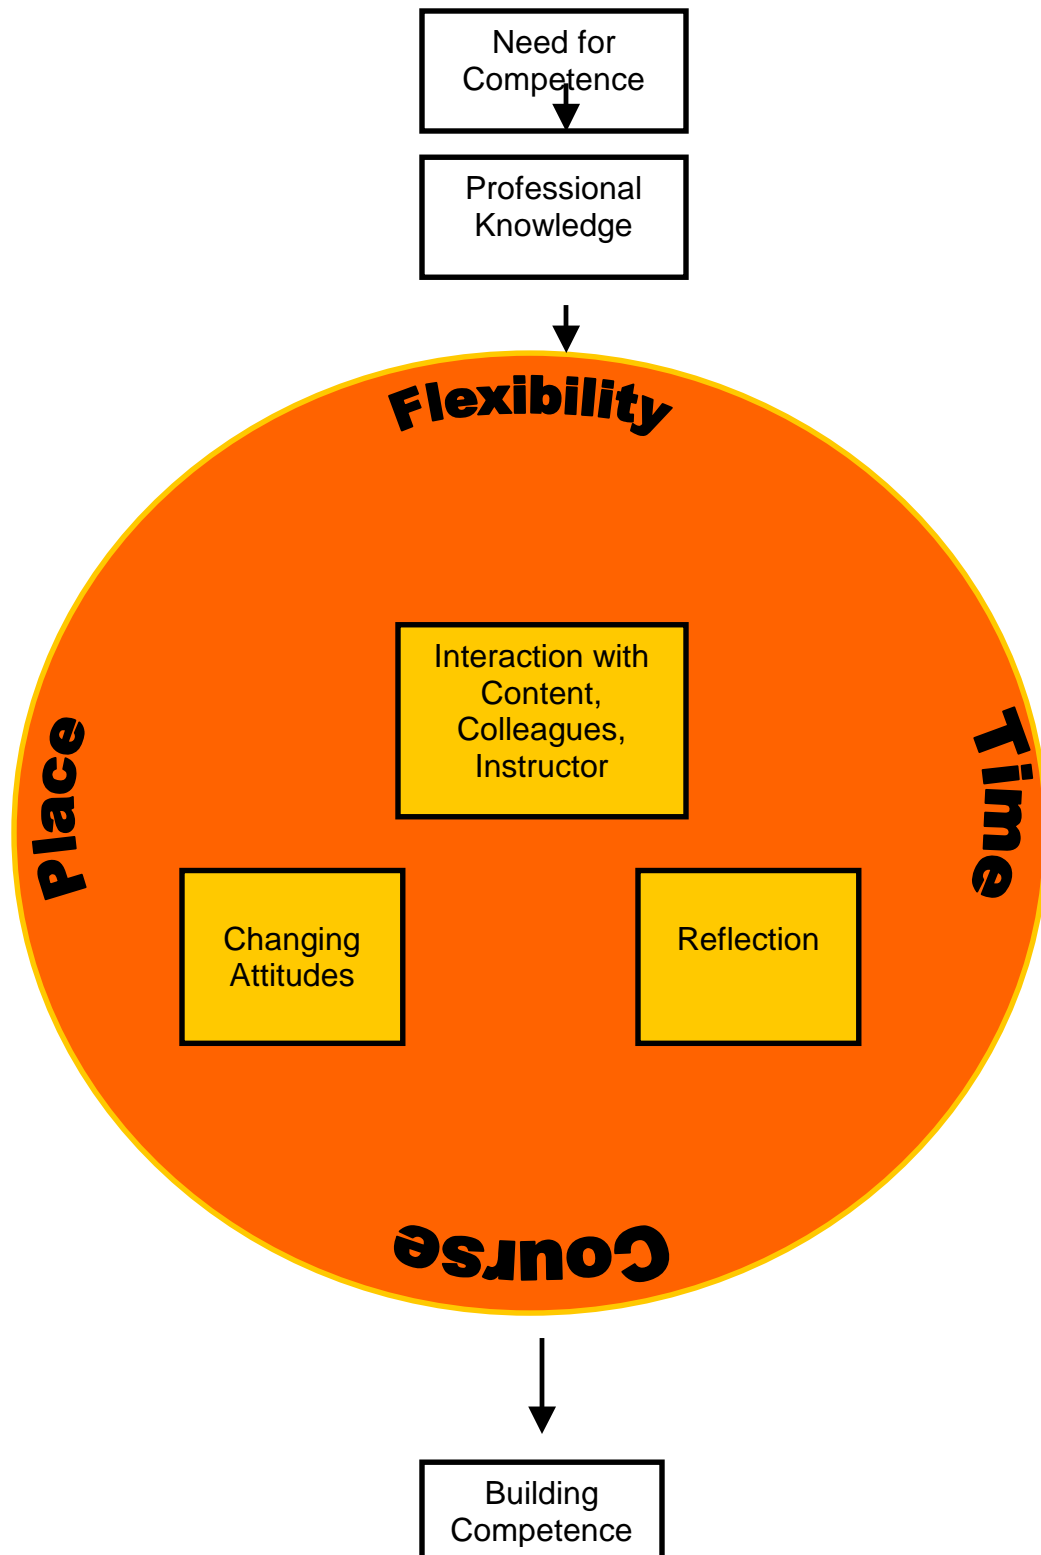 Need for
Competence
Professional
Knowledge
Flexibility
Interaction with
Content,
Colleagues,
Instructor
Place
Time
Changing
Attitudes
Reflection
Course
Building
Competence